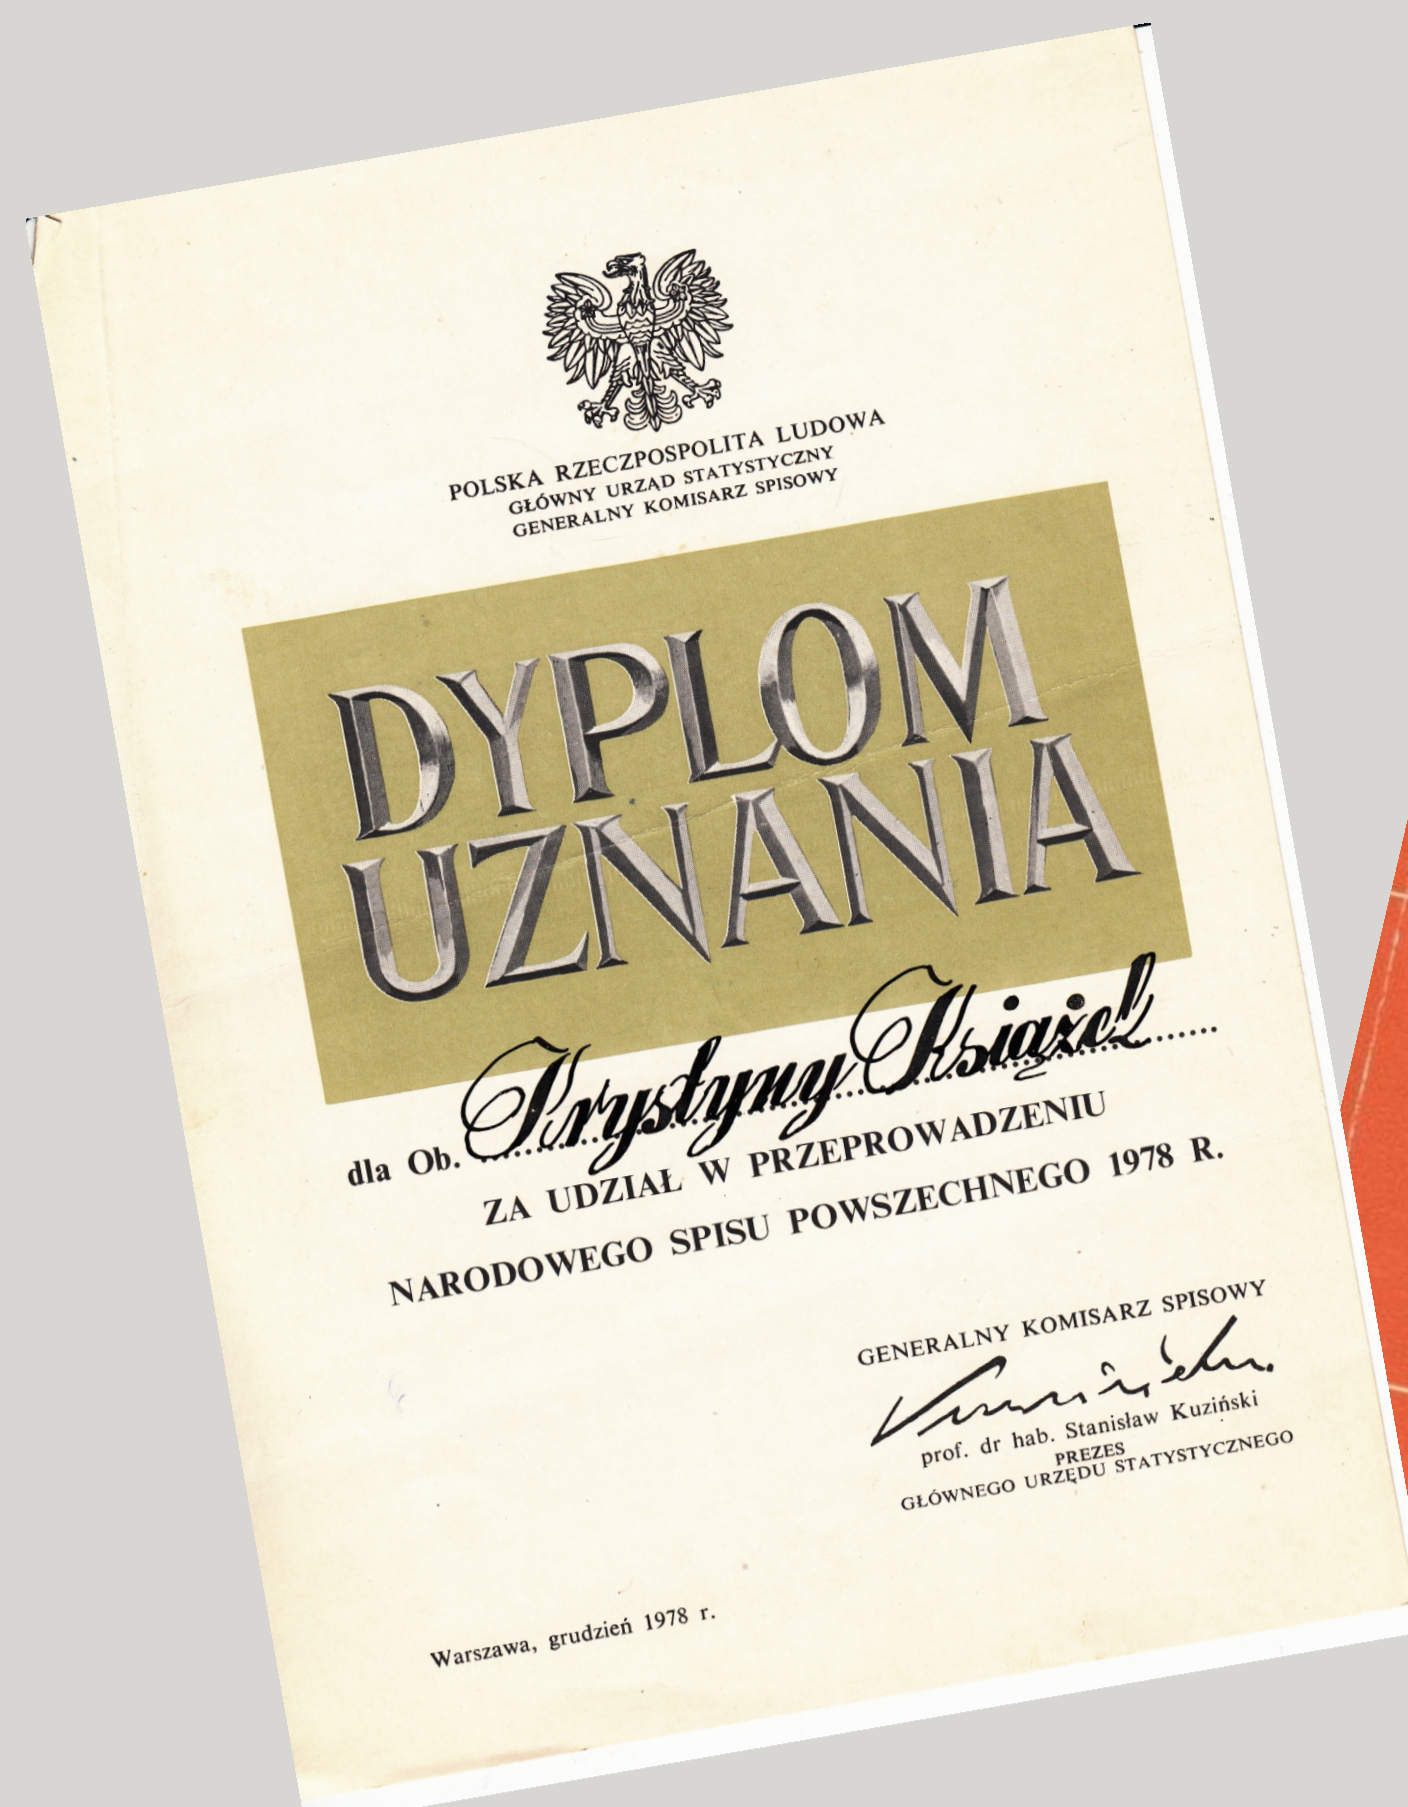 POLSKA RZECZPOSPOLITA LUDOWA
GŁÓWNY URZĄD STATYSTYCZNY
GENERALNY KOMISARZ SPISOWY
DYPLOM
UZNANIA
dla Ob. Krystyny Książek
ZA UDZIAŁ W PRZEPROWADZENIU
NARODOWEGO SPISU POWSZECHNEGO 1978 R.
GENERALNY KOMISARZ SPISOWY
prof. dr hab. Stanisław Kuziński
PREZES
GŁÓWNEGO URZĘDU STATYSTYCZNEGO
Warszawa, grudzień 1978 r.